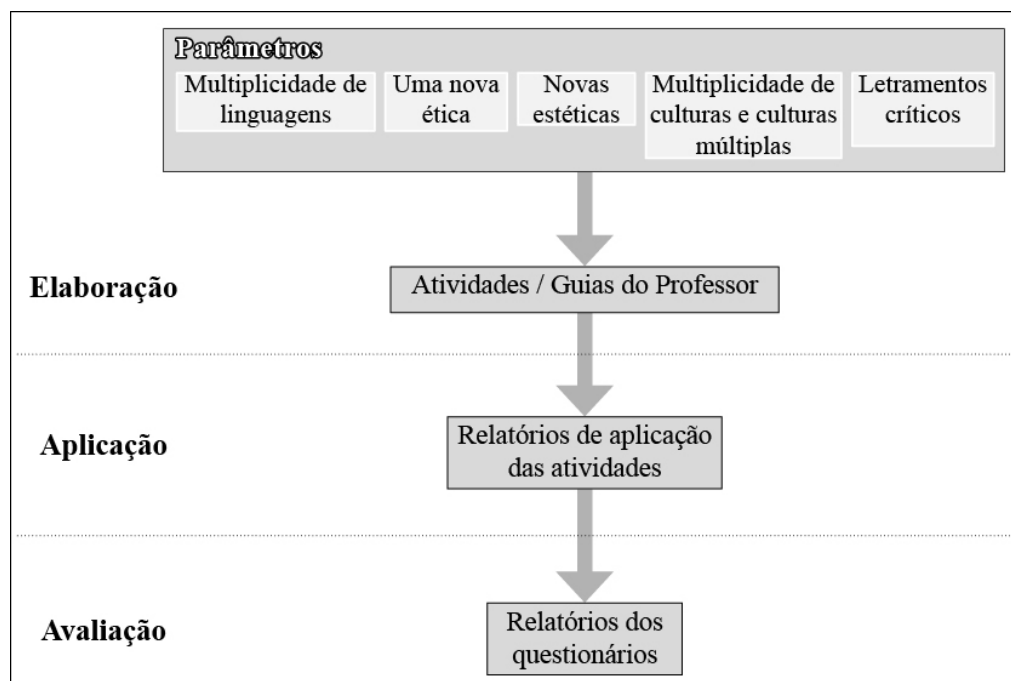 Parâmetros
Multiplicidade de
linguagens
Uma nova
ética
Novas
estéticas
Multiplicidade de
culturas e culturas
múltiplas
Letramentos
críticos
Elaboração
Atividades / Guias do Professor
Aplicação
Relatórios de aplicação
das atividades
Avaliação
Relatórios dos
questionários